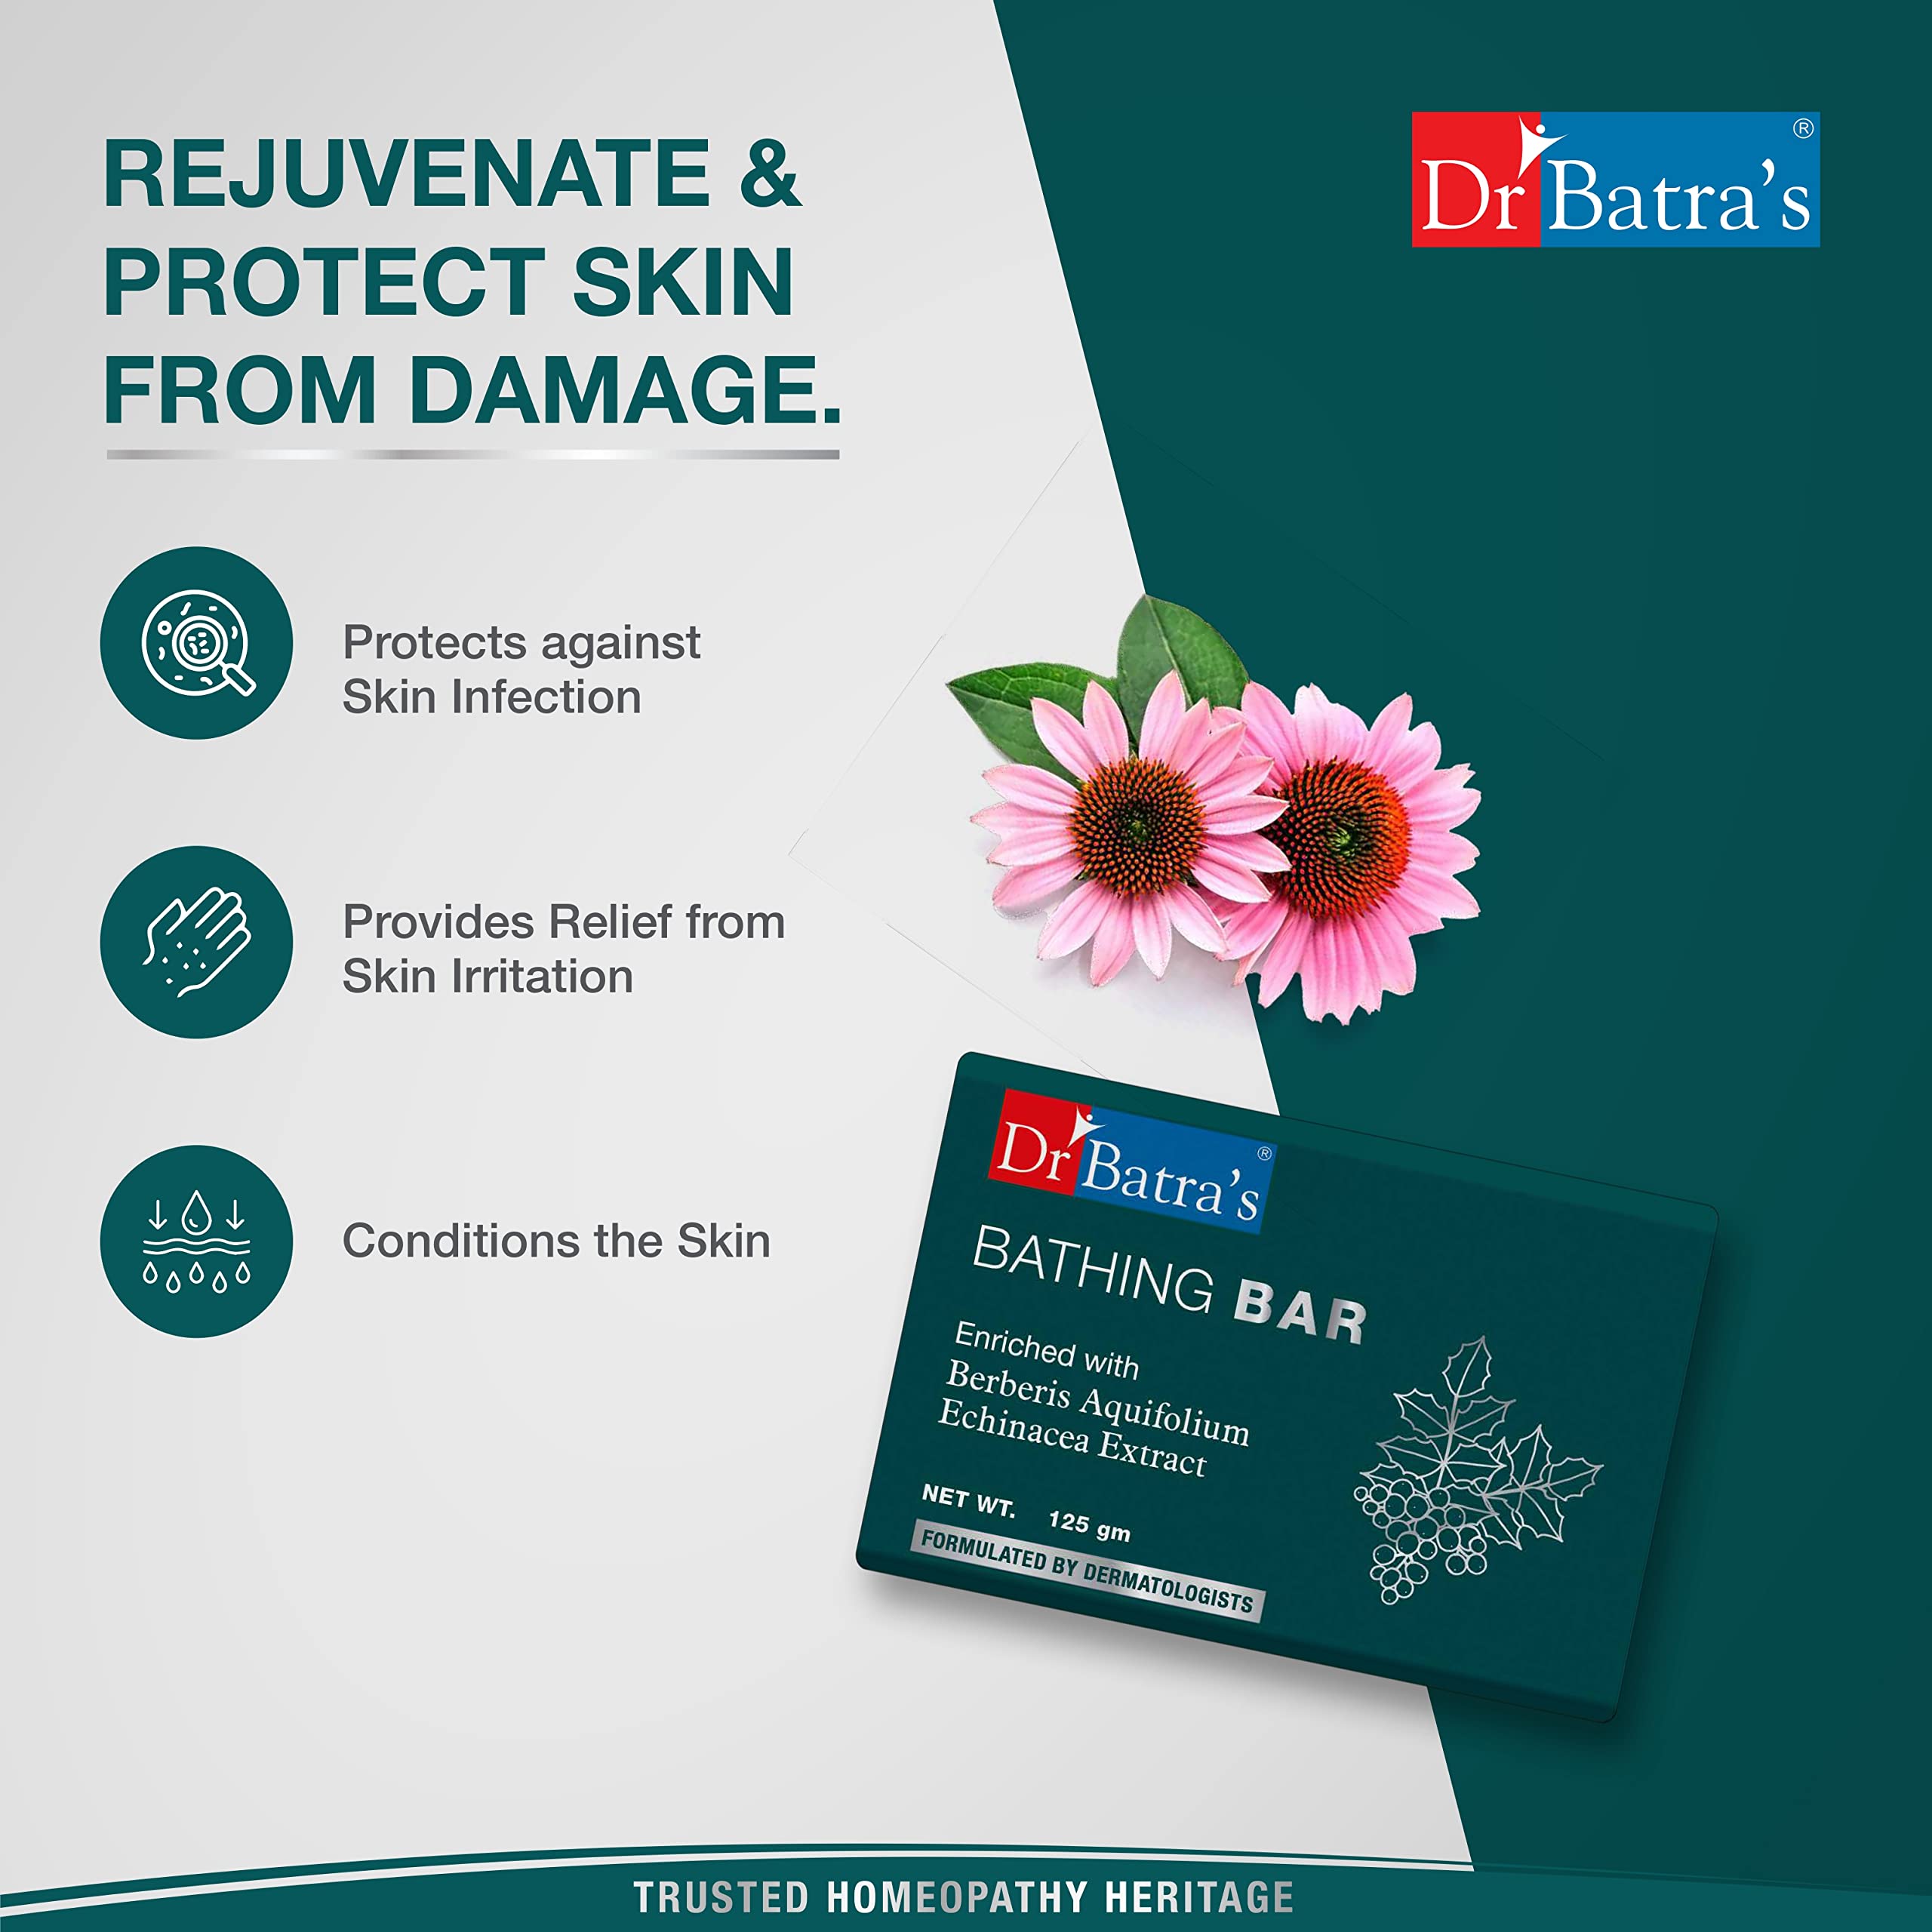 REJUVENATE &
PROTECT SKIN
FROM DAMAGE.
Dr Batra's ®
Protects against
Skin Infection
Provides Relief from
Skin Irritation
Conditions the Skin
Dr Batra's ®
BATHING BAR
Enriched with
Berberis Aquifolium
Echinacea Extract
NET WT. 125 gm
FORMULATED BY DERMATOLOGISTS
TRUSTED HOMEOPATHY HERITAGE